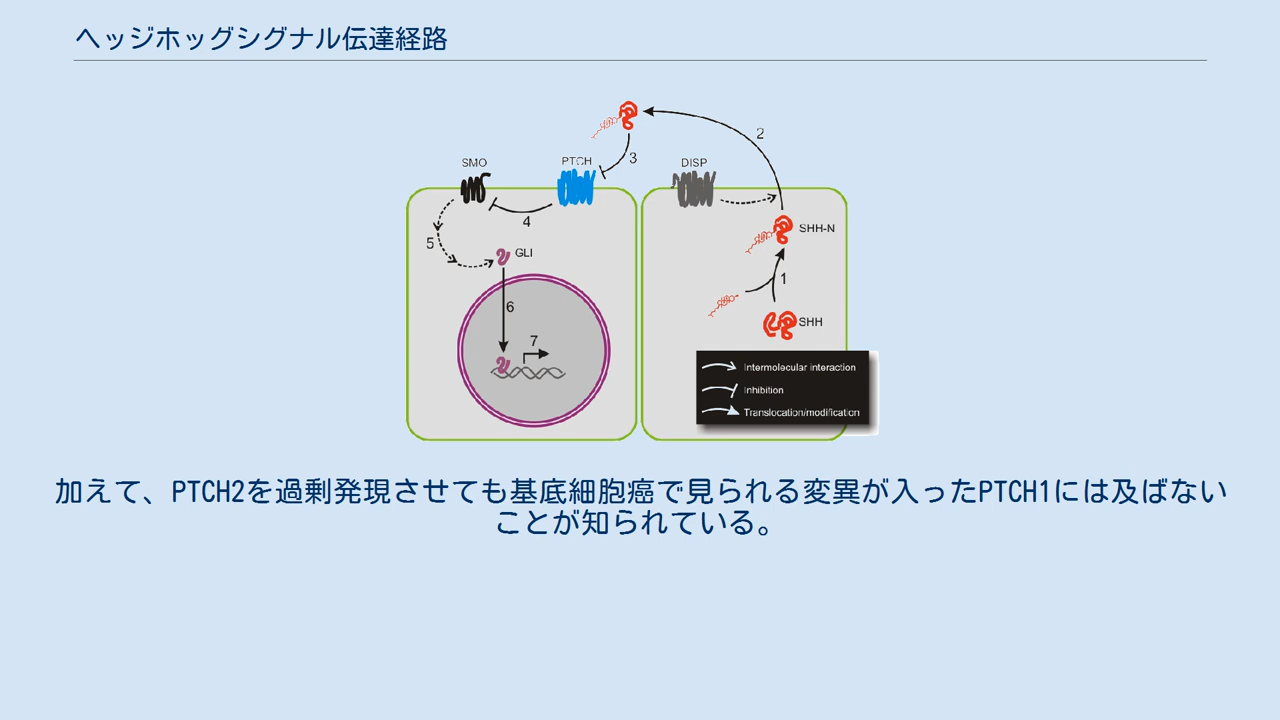 ヘッジホッグシグナル伝達経路
2
3
SMO
PTCH
DISP
4
5
GLI
SHH-N
1
6
SHH
7
Intermolecular interaction
Inhibition
Translocation/modification
加えて、PTCH2を過剰発現させても基底細胞癌で見られる変異が入ったPTCH1には及ばない
ことが知られている。